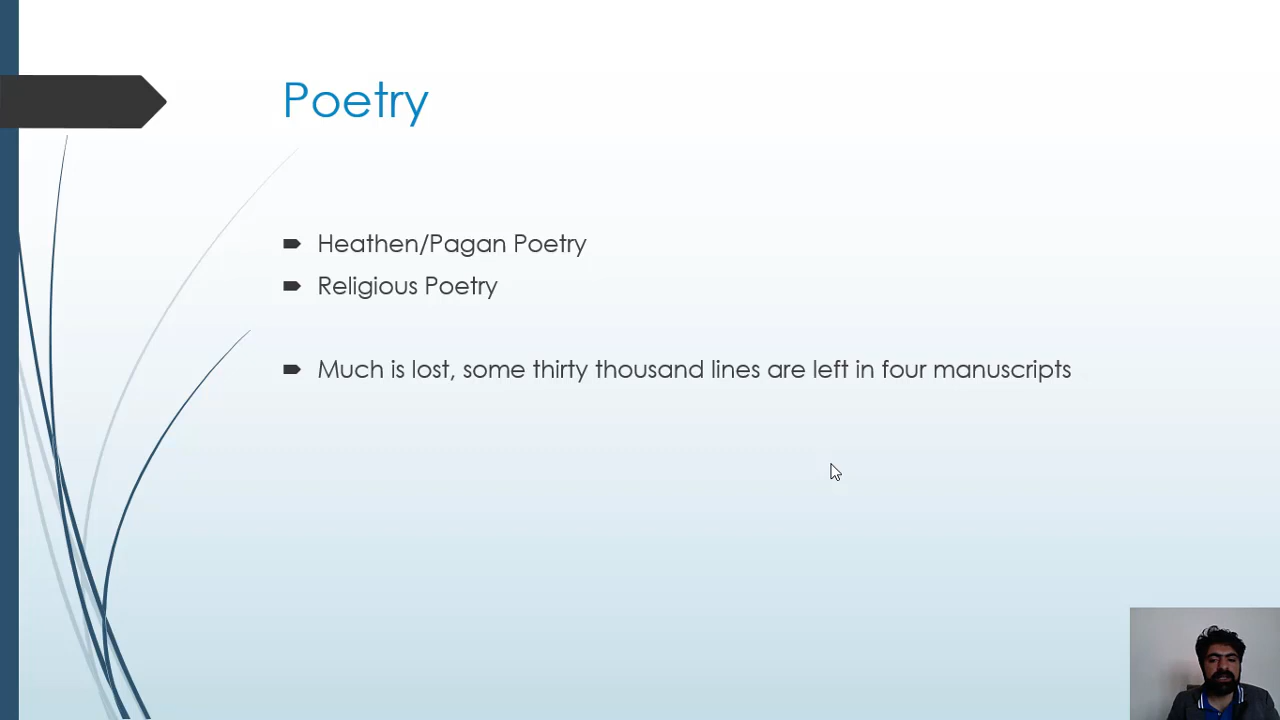 Poetry
Heathen/Pagan Poetry
Religious Poetry
Much is lost, some thirty thousand lines are left in four manuscripts